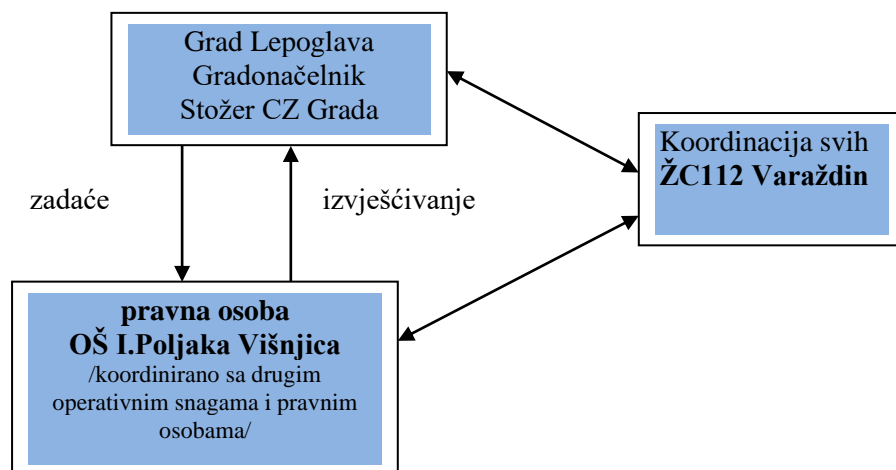 Grad Lepoglava
Gradonačelnik
Stožer CZ Grada
Koordinacija svih
ŽC112 Varaždin
zadaće
izvješćivanje
pravna osoba
OŠ I.Poljaka Višnjica
/koordinirano sa drugim
operativnim snagama i pravnim
osobama/